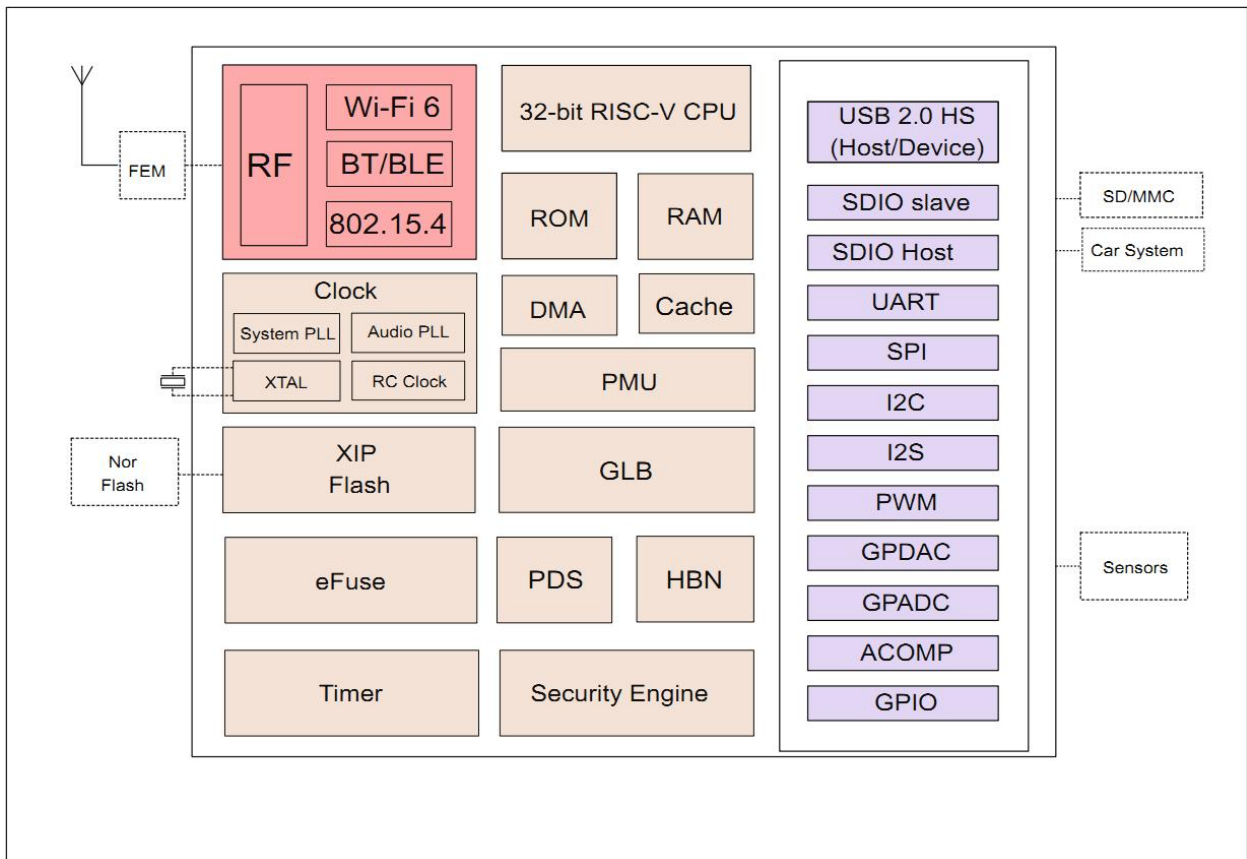 FEM
RF
Wi-Fi 6
BT/BLE
802.15.4
Clock
System PLL
Audio PLL
XTAL
RC Clock
Nor
Flash
XIP
Flash
eFuse
Timer
32-bit RISC-V CPU
ROM
RAM
DMA
Cache
PMU
GLB
PDS
HBN
Security Engine
USB 2.0 HS
(Host/Device)
SDIO slave
SDIO Host
UART
SPI
I2C
I2S
PWM
GPDAC
GPADC
ACOMP
GPIO
SD/MMC
Car System
Sensors